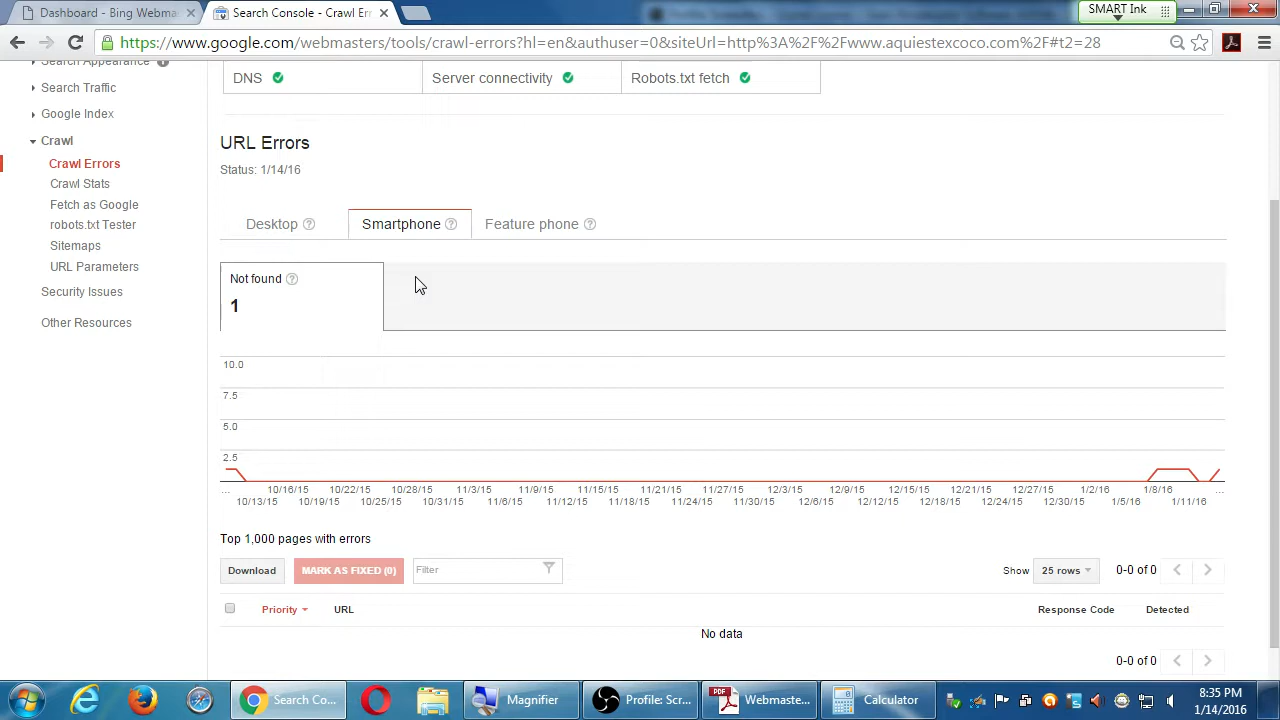 Dashboard - Bing Webma
Search Console - Crawl Err
SMART Ink
https://www.google.com/webmasters/tools/crawl-errors?hl=en&authuser=0&siteUrl=http%3A%2F%2Fwww.aquiestexcoco.com%2F#t2=28
Search Appearance
Search Traffic
Google Index
Crawl
Crawl Errors
Crawl Stats
Fetch as Google
robots.txt Tester
Sitemaps
URL Parameters
Security Issues
Other Resources
DNS
Server connectivity
Robots.txt fetch
URL Errors
Status: 1/14/16
Desktop
Smartphone
Feature phone
Not found
1
10.0
7.5
5.0
2.5
... 10/16/15 10/22/15 10/28/15 11/3/15 11/9/15 11/15/15 11/21/15 11/27/15 12/3/15 12/9/15 12/15/15 12/21/15 12/27/15 1/2/16 1/8/16 ...
10/13/15 10/19/15 10/25/15 10/31/15 11/6/15 11/12/15 11/18/15 11/24/15 11/30/15 12/6/15 12/12/15 12/18/15 12/24/15 12/30/15 1/5/16 1/11/16
Top 1,000 pages with errors
Download MARK AS FIXED (0) Filter Show 25 rows 0-0 of 0
Priority URL Response Code Detected
No data
0-0 of 0
Search Co...
Magnifier
Profile: Scr...
PDF
Webmaste...
Calculator
8:35 PM
1/14/2016